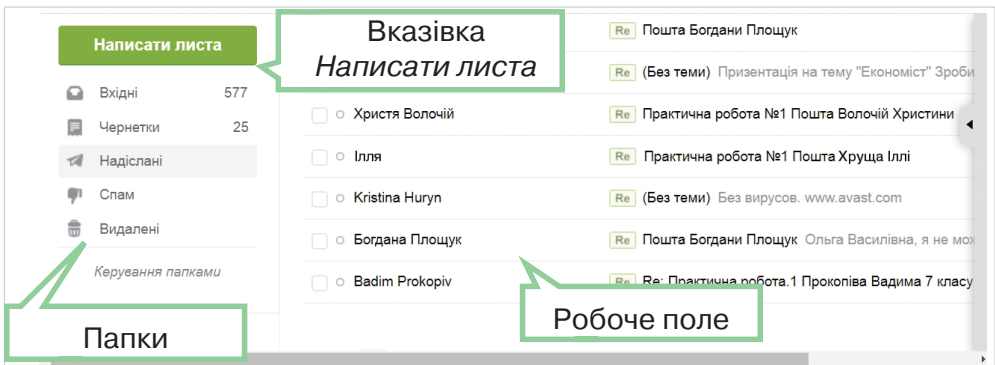 Написати листа
Вхідні 577
Чернетки 25
Надіслані
Спам
Видалені
Керування папками
Папки
Вказівка
Написати листа
Re Пошта Богдани Площук
Re (Без теми) Презентація на тему "Економіст" Зроби
Христя Волочій Re Практична робота №1 Пошта Волочій Христини
Ілля Re Практична робота №1 Пошта Хруща Іллі
Kristina Huryn Re (Без теми) Без вирусов. www.avast.com
Богдана Площук Re Пошта Богдани Площук Ольга Василівна, я не мож
Badim Prokopiv Re Re: Практична робота.1 Прокопіва Вадима 7 класу
Робоче поле